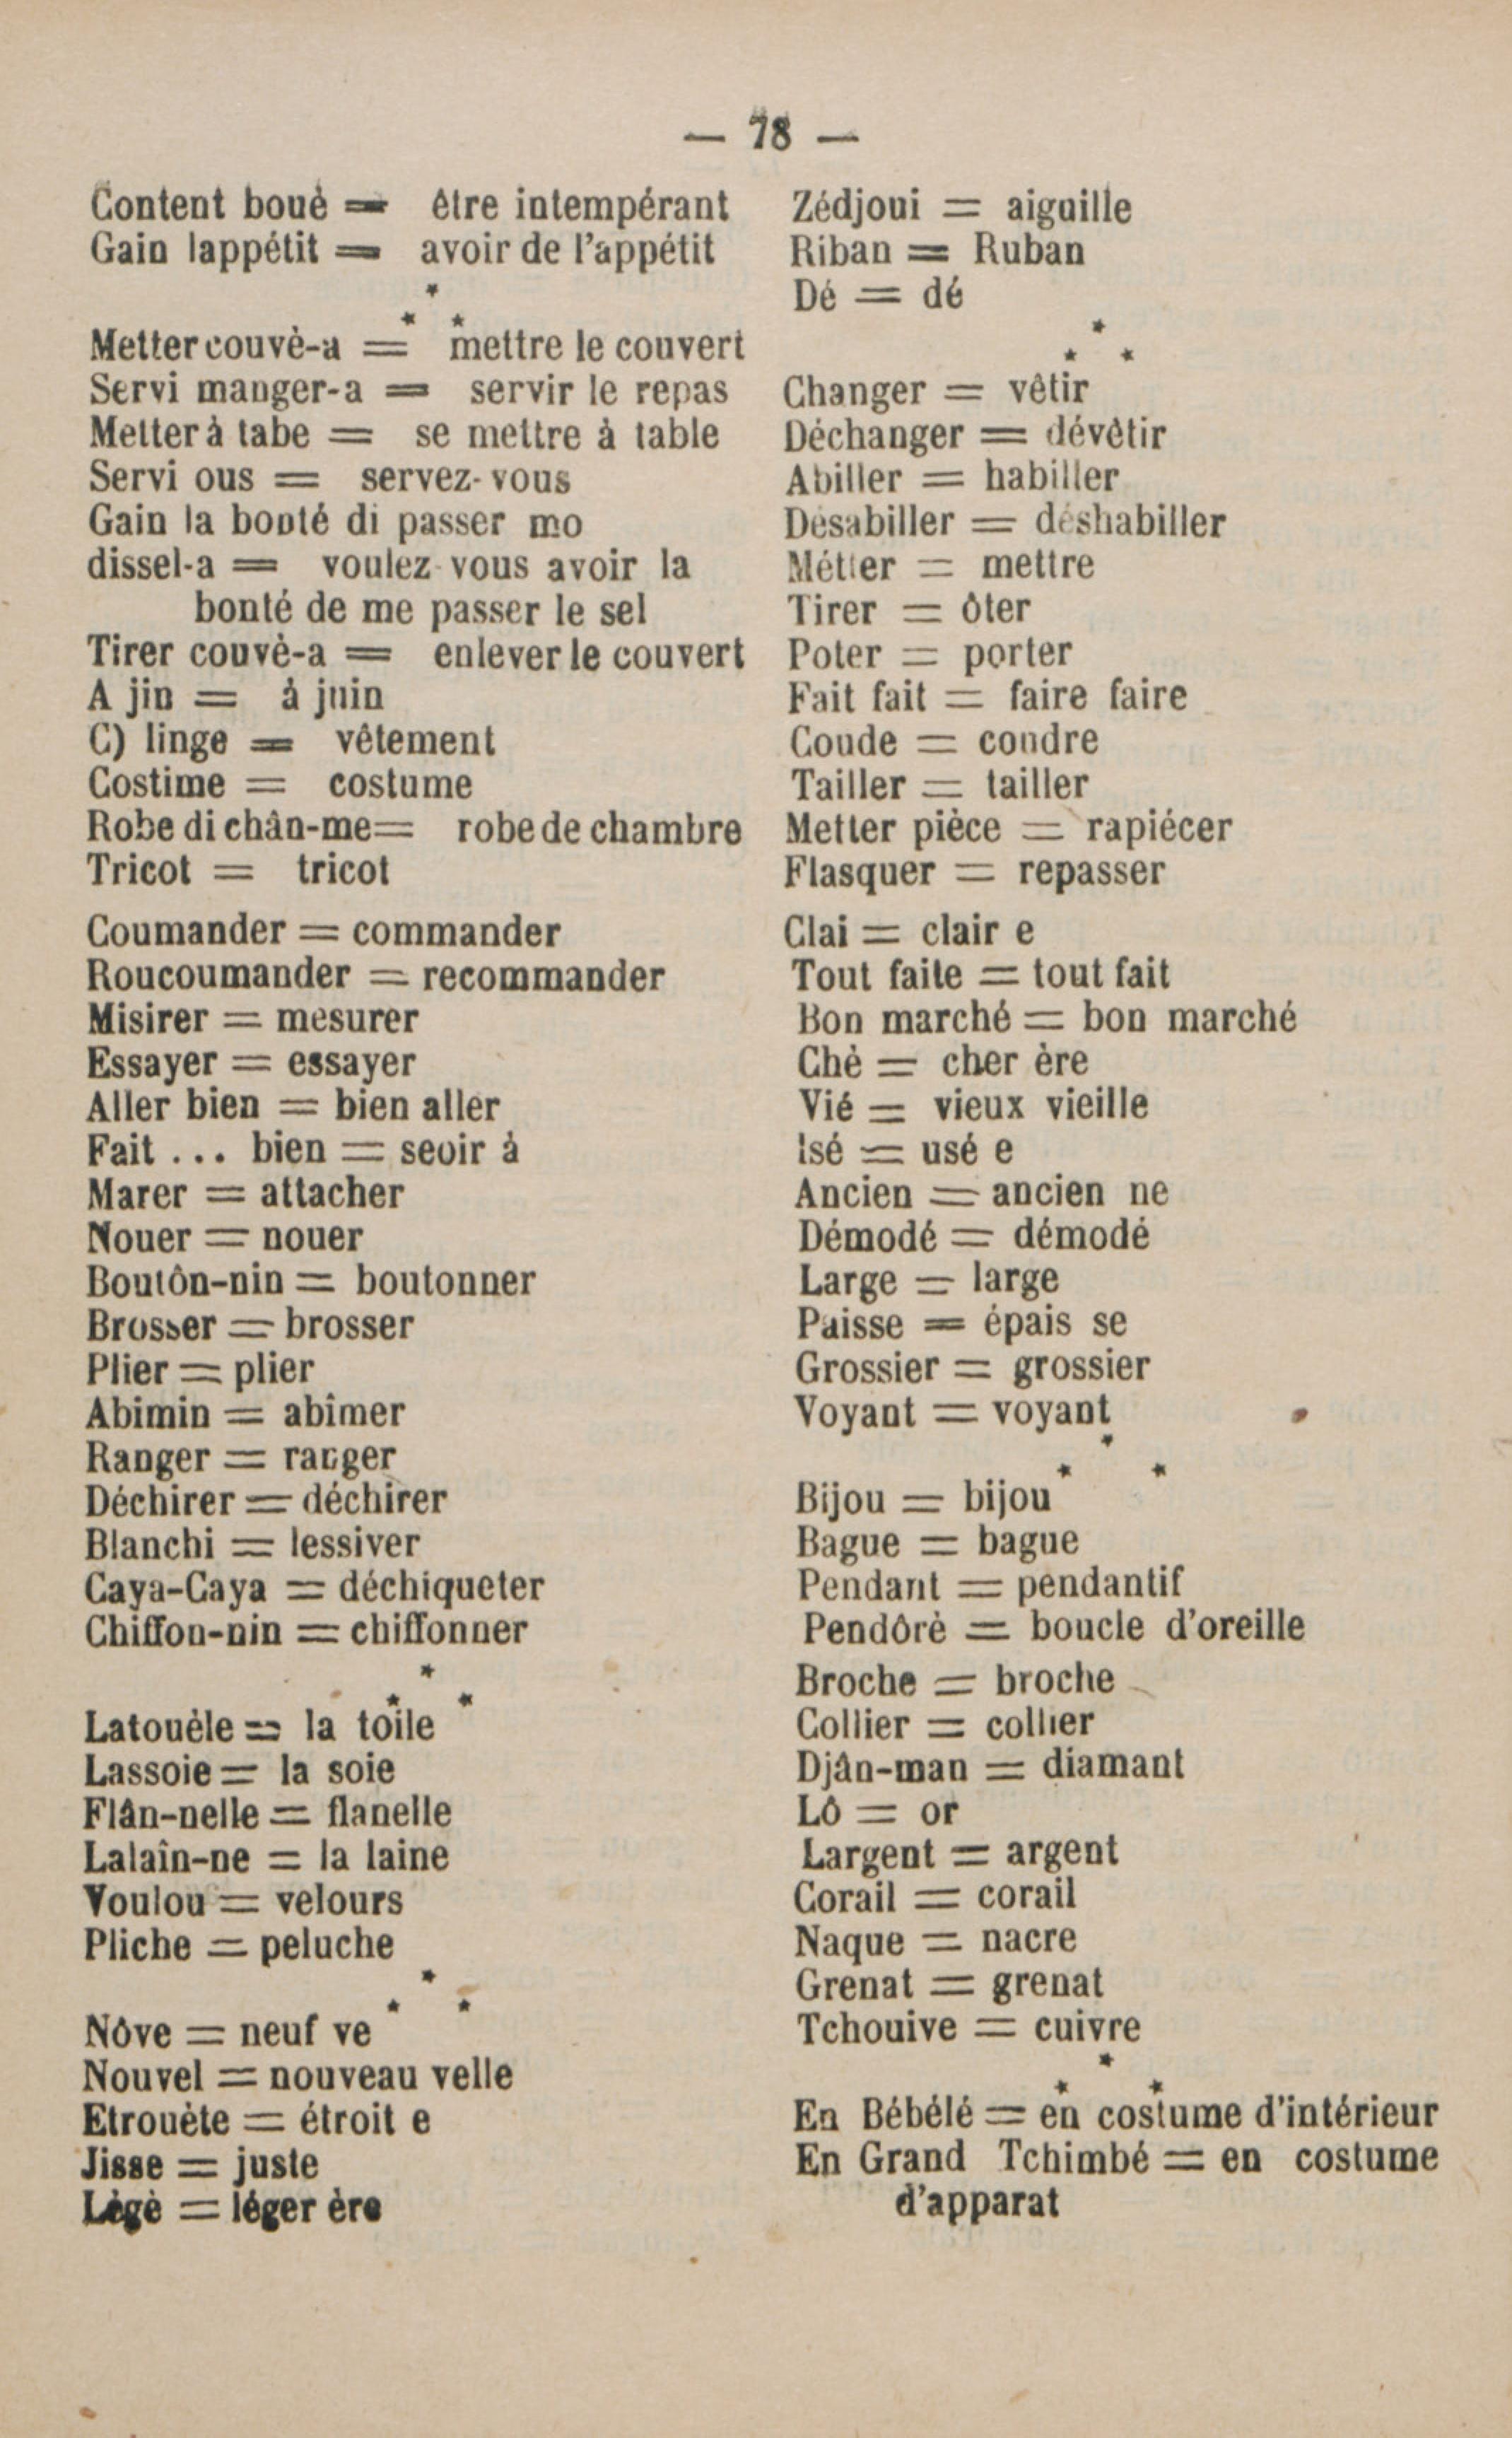 — 78 —
Content bouè = être intempérant
Gain lappétit = avoir de l'appétit
* * *
Metter couvè-a = mettre le couvert
Servi manger-a = servir le repas
Metter à tabe = se mettre à table
Servi ous = servez-vous
Gain la bonté di passer mo
dissel-a = voulez-vous avoir la
bonté de me passer le sel
Tirer couvè-a = enlever le couvert
A jin = à juin
C) linge = vêtement
Costime = costume
Robe di chân-me = robe de chambre
Tricot = tricot
Coumander = commander
Roucoumander = recommander
Misirer = mesurer
Essayer = essayer
Aller bien = bien aller
Fait ... bien = seoir à
Marer = attacher
Nouer = nouer
Boutôn-nin = boutonner
Brosser = brosser
Plier = plier
Abimin = abîmer
Ranger = ranger
Déchirer = déchirer
Blanchi = lessiver
Caya-Caya = déchiqueter
Chiffon-nin = chiffonner
* * *
Latouèle = la toile
Lassoie = la soie
Flân-nelle = flanelle
Lalaîn-ne = la laine
Voulou = velours
Pliche = peluche
* * *
Nôve = neuf ve
Nouvel = nouveau velle
Etrouète = étroit e
Jisse = juste
Lègè = léger ère
Zédjoui = aiguille
Riban = Ruban
Dé = dé
* * *
Changer = vêtir
Déchanger = dévêtir
Abiller = habiller
Desabiller = déshabiller
Métter = mettre
Tirer = ôter
Poter = porter
Fait fait = faire faire
Coude = coudre
Tailler = tailler
Metter pièce = rapiécer
Flasquer = repasser
Clai = clair e
Tout faite = tout fait
Bon marché = bon marché
Chè = cher ère
Vié = vieux vieille
Isé = usé e
Ancien = ancien ne
Démodé = démodé
Large = large
Paisse = épais se
Grossier = grossier
Voyant = voyant
* * *
Bijou = bijou
Bague = bague
Pendant = pendantif
Pendôrè = boucle d'oreille
Broche = broche
Collier = collier
Djân-man = diamant
Lô = or
Largent = argent
Corail = corail
Naque = nacre
Grenat = grenat
Tchouive = cuivre
* * *
En Bébélé = en costume d'intérieur
En Grand Tchimbé = en costume
d'apparat